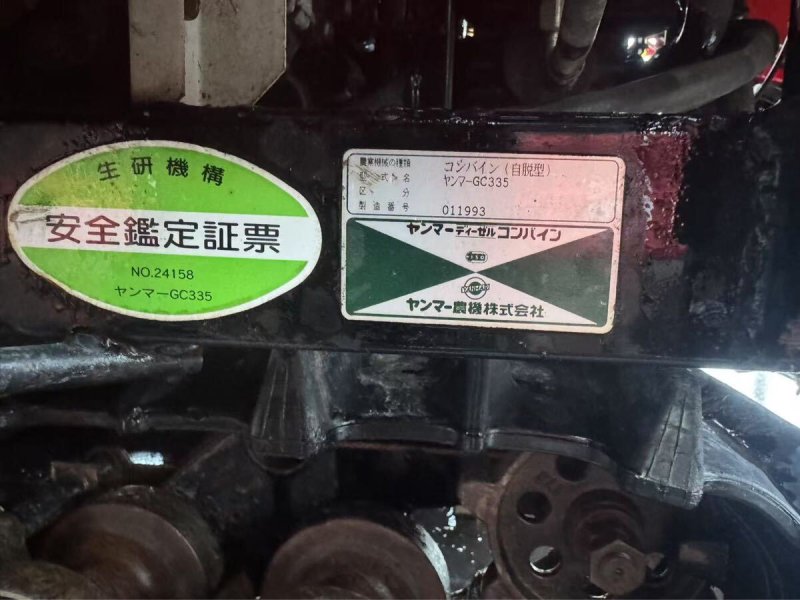 生研機構
安全鑑定証票
NO.24158
ヤンマーGC335
農業機械の種類 コンバイン(自脱型)
型式名 ヤンマーGC335
区分
製造番号 011993
ヤンマーディーゼルコンバイン
YANMAR
ヤンマー農機株式会社